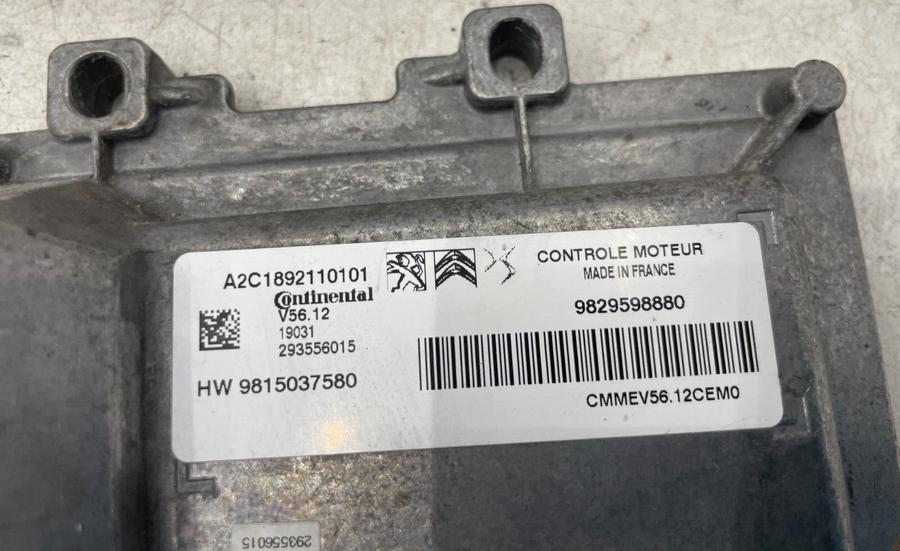 A2C1892110101
Continental
V56.12
19031
293556015
HW 9815037580
CONTROLE MOTEUR
MADE IN FRANCE
9829598880
CMMEV56.12CEM0
293556015